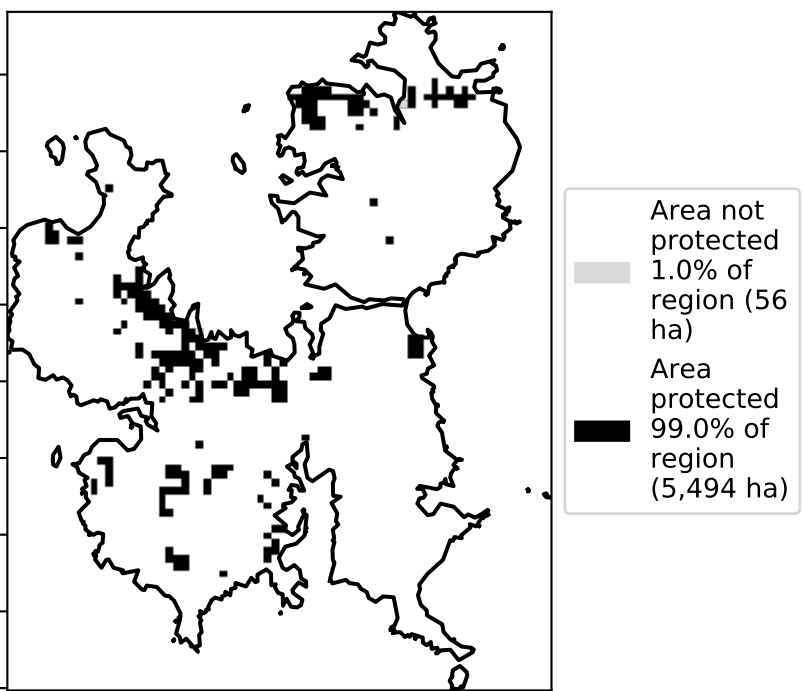 Area not
protected
1.0% of
region (56
ha)
Area
protected
99.0% of
region
(5,494 ha)